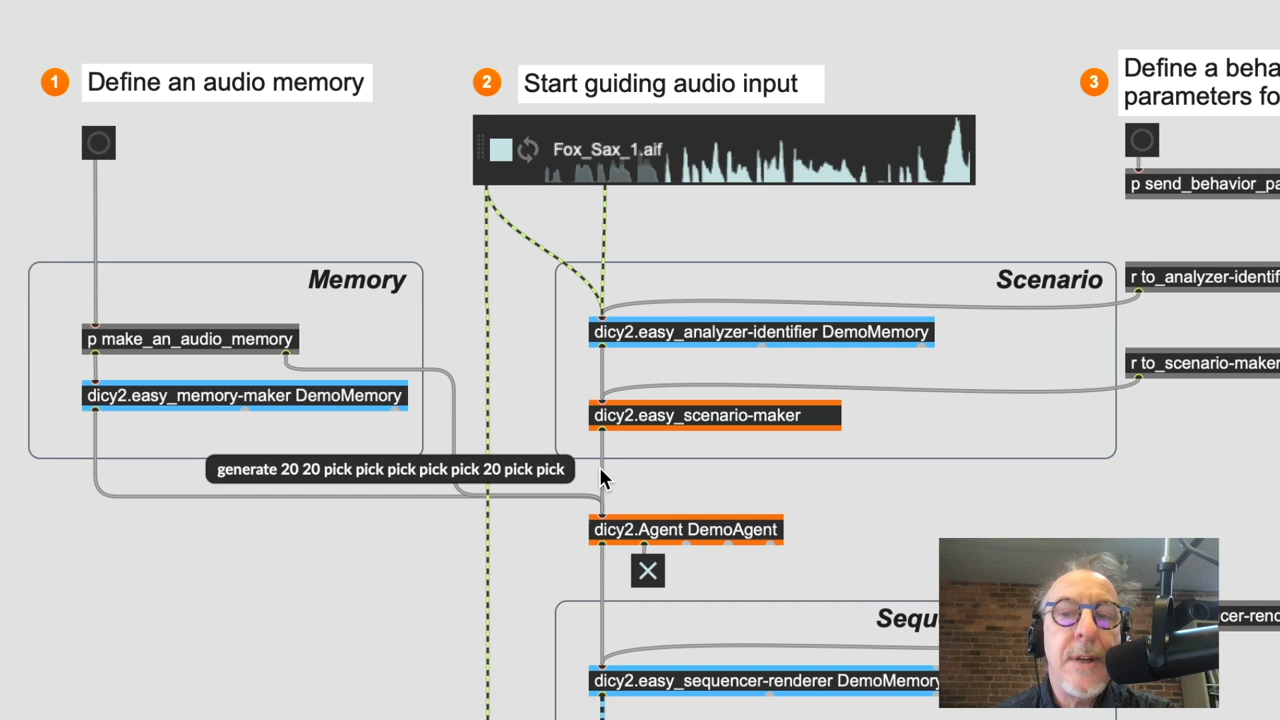 1 Define an audio memory
2 Start guiding audio input
3 Define a beha
parameters fo
Fox_Sax_1.aif
p send_behavior_pa
Memory
Scenario
r to_analyzer-identif
p make_an_audio_memory
dicy2.easy_analyzer-identifier DemoMemory
r to_scenario-maker
dicy2.easy_memory-maker DemoMemory
dicy2.easy_scenario-maker
generate 20 20 pick pick pick pick pick 20 pick pick
dicy2.Agent DemoAgent
Sequ
cer-rend
dicy2.easy_sequencer-renderer DemoMemory